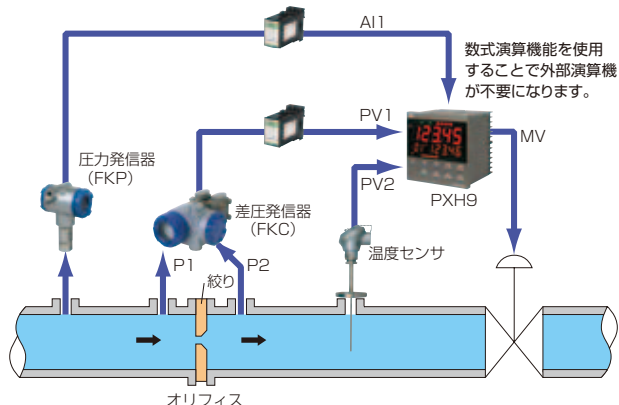 AI1
数式演算機能を使用
することで外部演算機
が不要になります。
PV1
MV
圧力発信器
(FKP)
差圧発信器
(FKC)
PV2
PXH9
温度センサ
P1
P2
絞り
オリフィス
12345